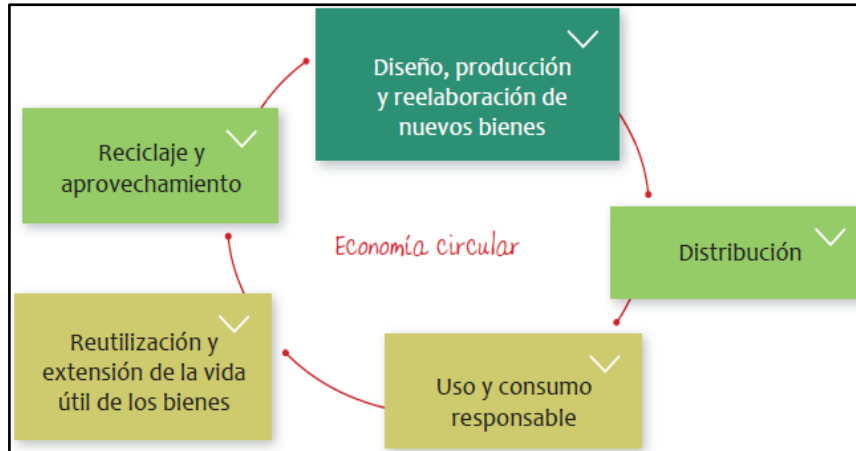 Diseño, producción
y reelaboración de
nuevos bienes
Reciclaje y
aprovechamiento
Economía circular
Distribución
Reutilización y
extensión de la vida
útil de los bienes
Uso y consumo
responsable